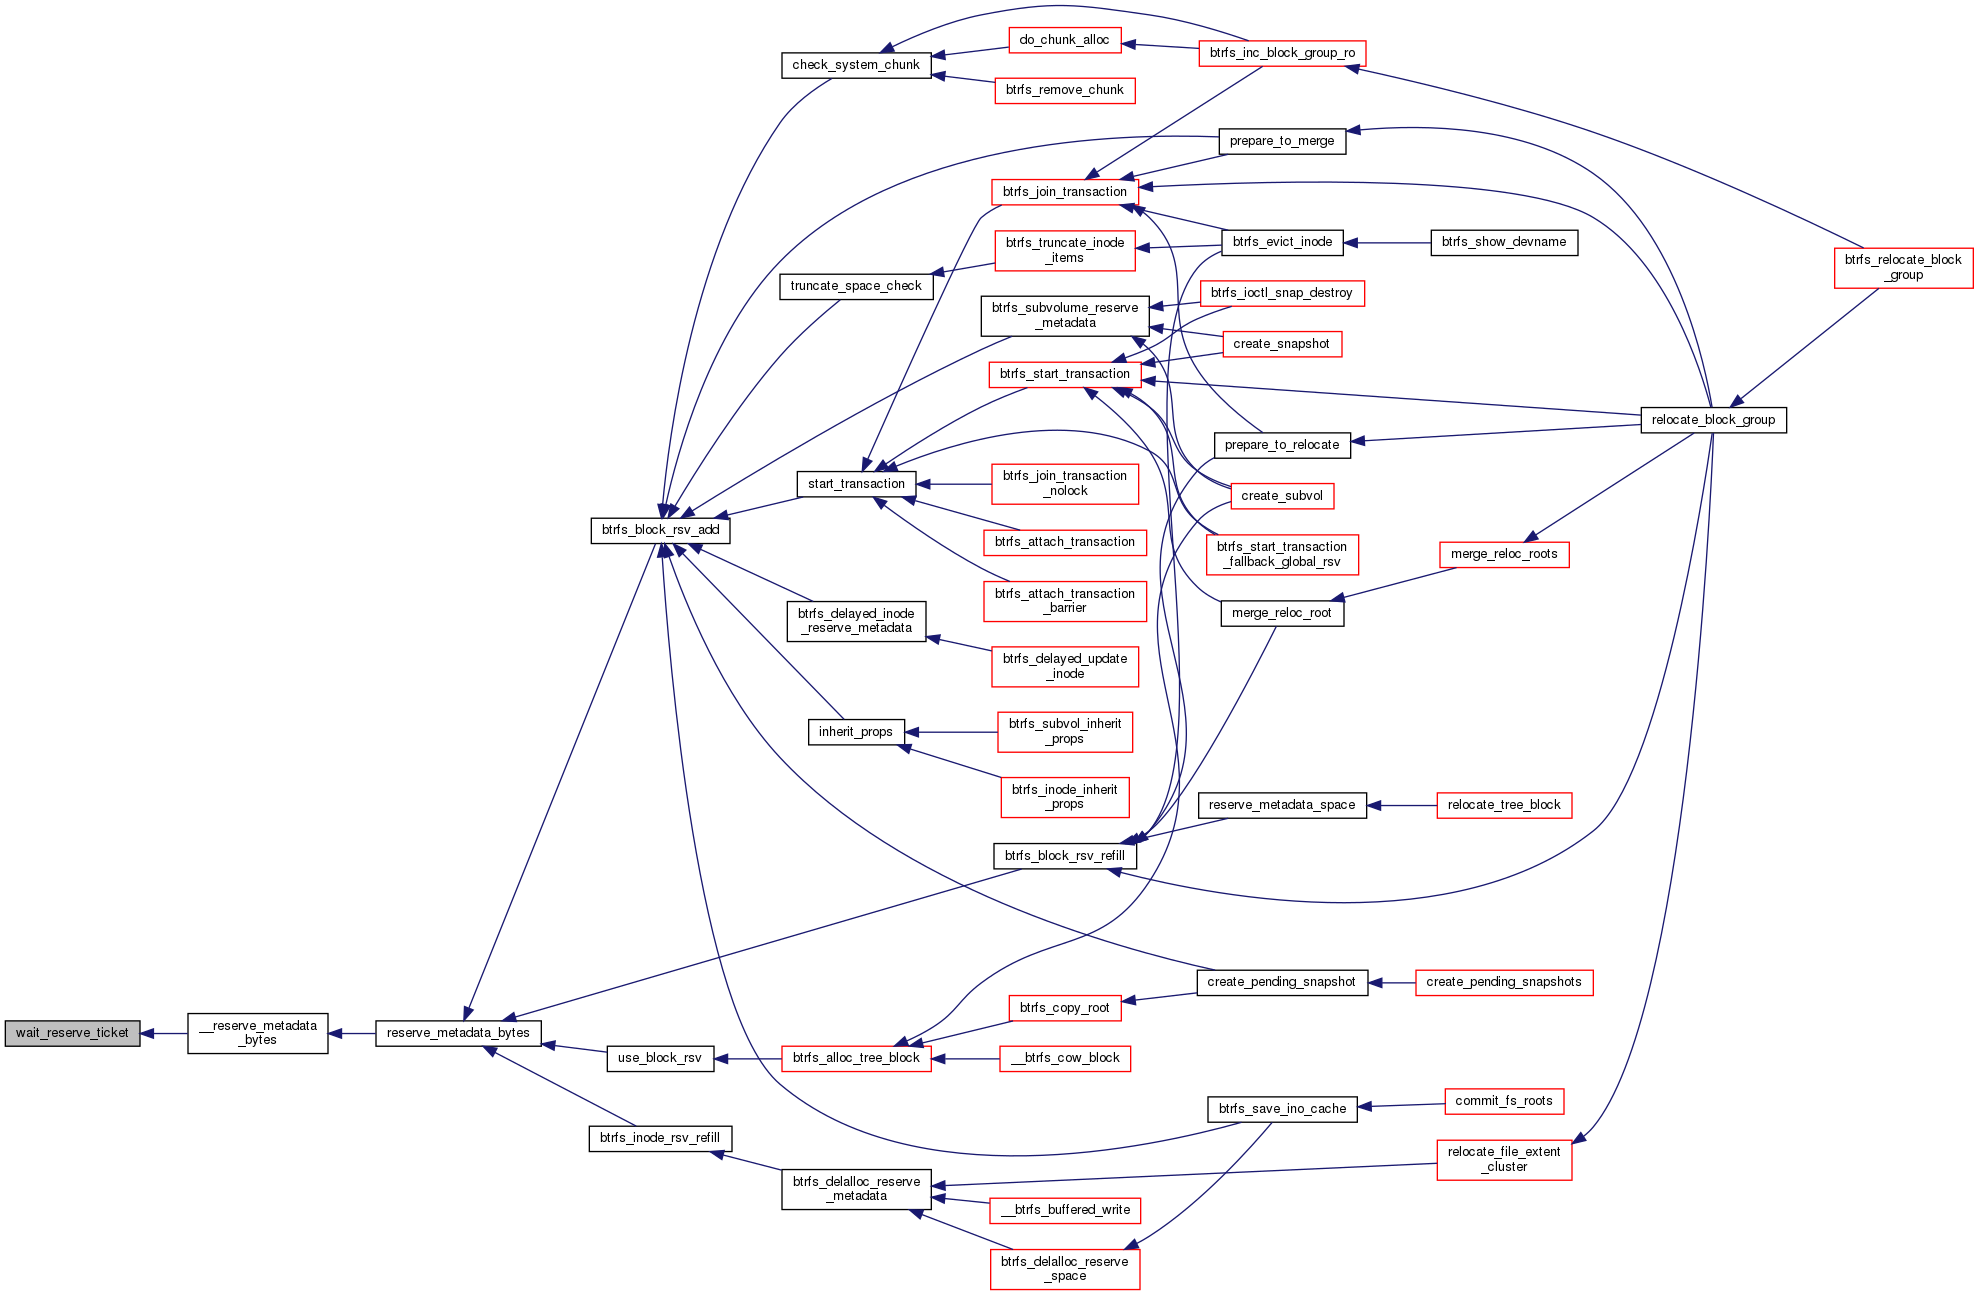 check_system_chunk
do_chunk_alloc
btrfs_remove_chunk
btrfs_inc_block_group_ro
prepare_to_merge
btrfs_join_transaction
btrfs_truncate_inode
_items
btrfs_evict_inode
btrfs_show_devname
btrfs_relocate_block
_group
truncate_space_check
btrfs_subvolume_reserve
_metadata
btrfs_ioctl_snap_destroy
create_snapshot
btrfs_start_transaction
relocate_block_group
prepare_to_relocate
start_transaction
btrfs_join_transaction
_nolock
create_subvol
btrfs_block_rsv_add
btrfs_attach_transaction
btrfs_start_transaction
_fallback_global_rsv
merge_reloc_roots
btrfs_attach_transaction
_barrier
btrfs_delayed_inode
_reserve_metadata
merge_reloc_root
btrfs_delayed_update
_inode
inherit_props
btrfs_subvol_inherit
_props
btrfs_inode_inherit
_props
reserve_metadata_space
relocate_tree_block
btrfs_block_rsv_refill
create_pending_snapshot
create_pending_snapshots
btrfs_copy_root
wait_reserve_ticket
__reserve_metadata
_bytes
reserve_metadata_bytes
use_block_rsv
btrfs_alloc_tree_block
__btrfs_cow_block
btrfs_save_ino_cache
commit_fs_roots
btrfs_inode_rsv_refill
relocate_file_extent
_cluster
btrfs_delalloc_reserve
_metadata
__btrfs_buffered_write
btrfs_delalloc_reserve
_space